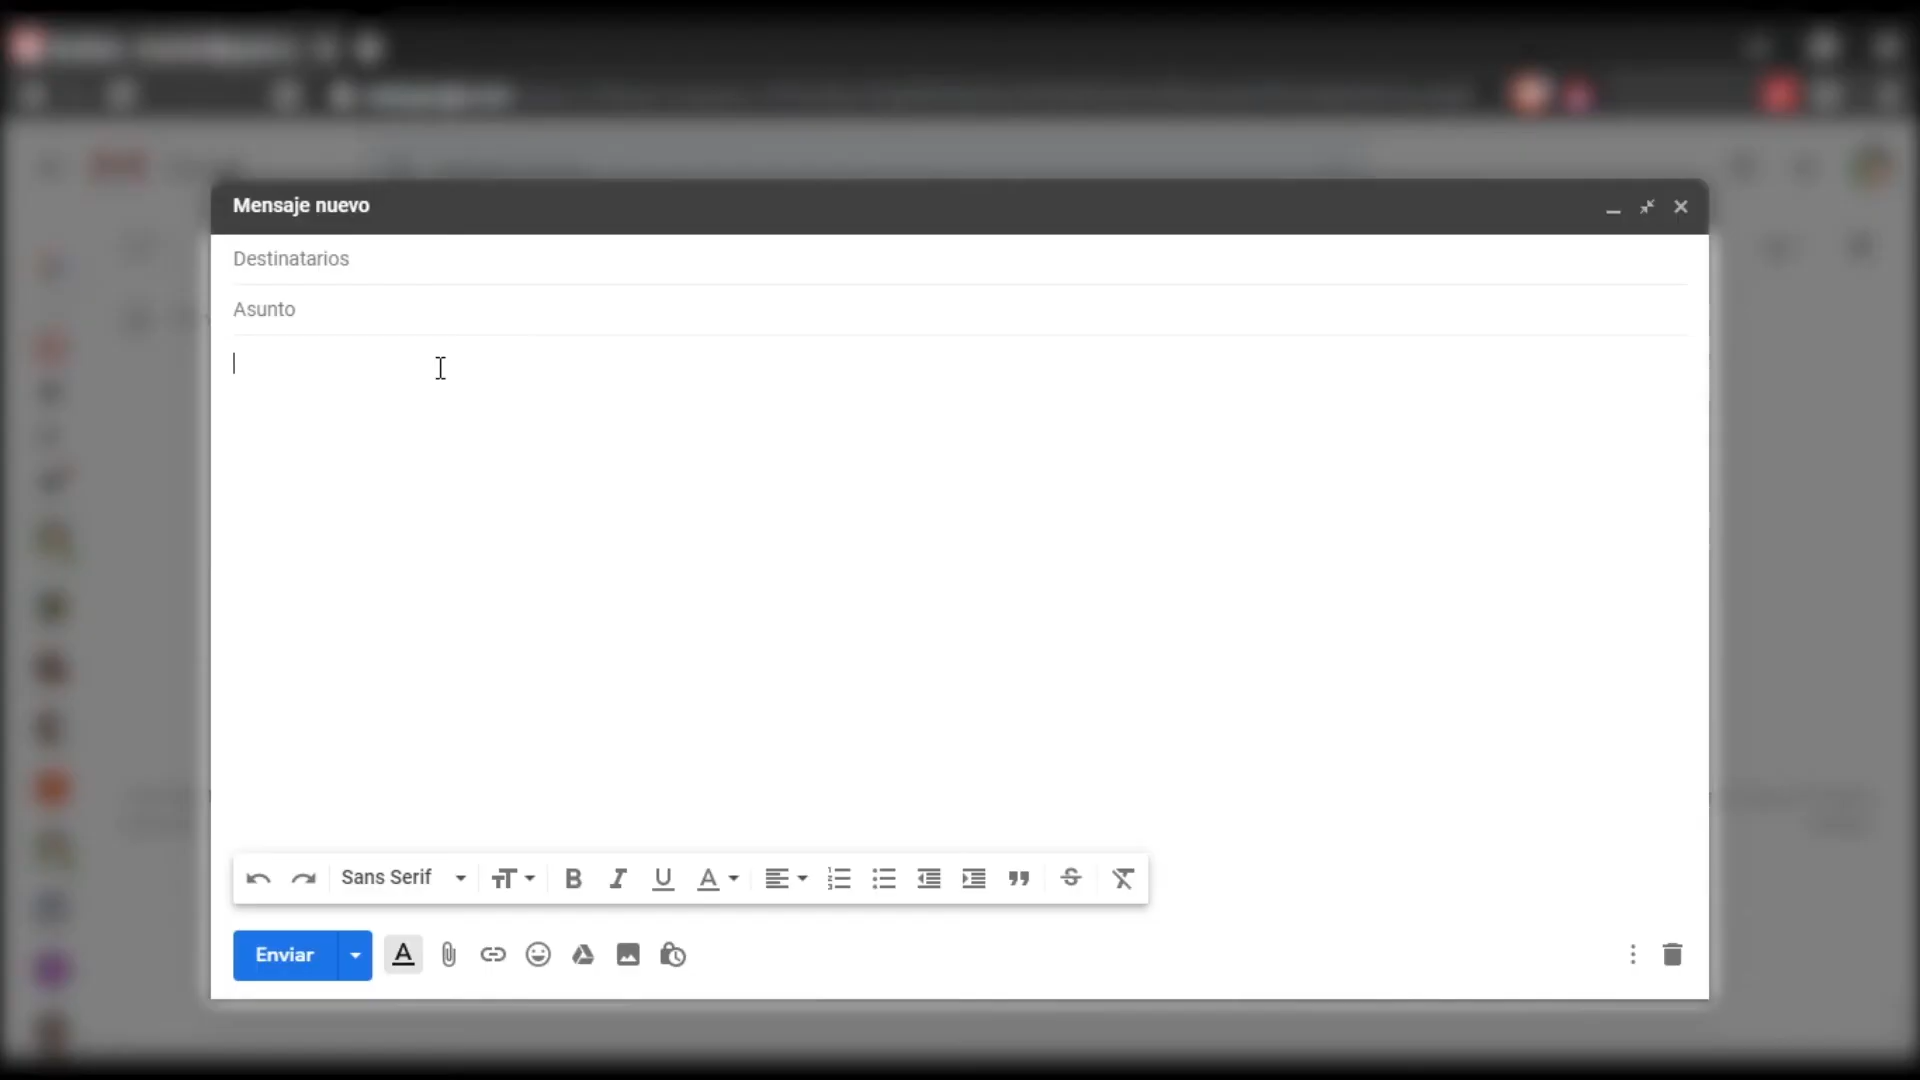 Mensaje nuevo
Destinatarios
Asunto
Sans Serif
Enviar